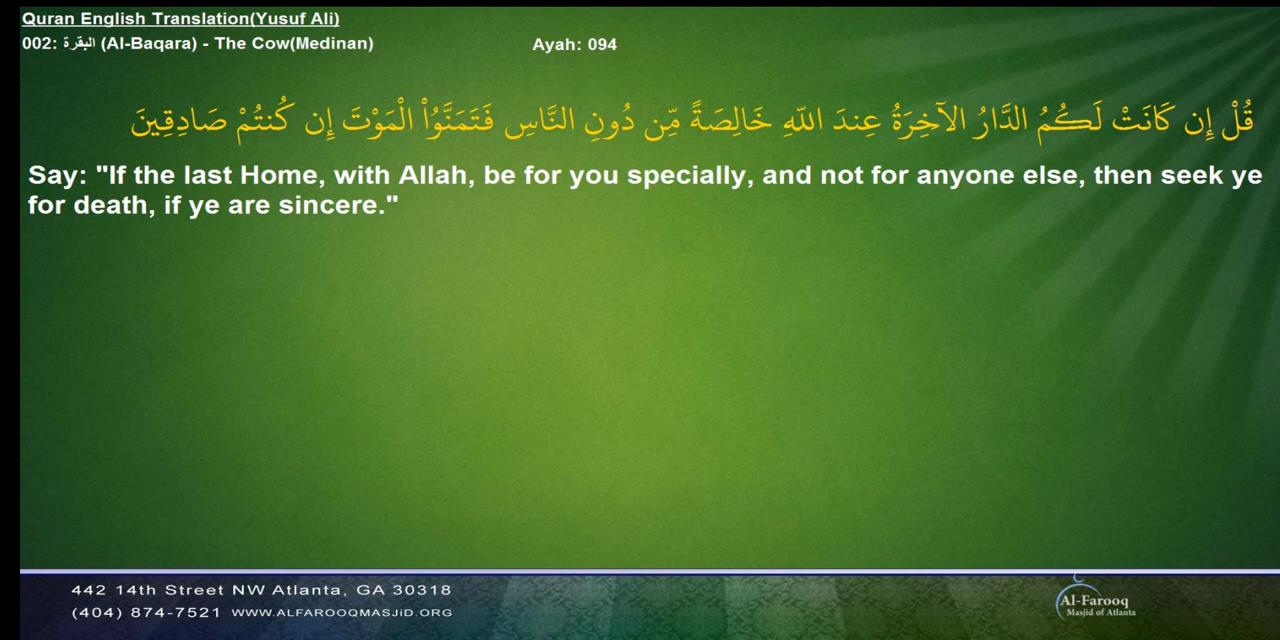 Quran English Translation(Yusuf Ali)
002: البقرة (Al-Baqara) - The Cow(Medinan)
Ayah: 094
قُلْ إِن كَانَتْ لَكُمُ الدَّارُ الآخِرَةُ عِندَ اللّهِ خَالِصَةً مِّن دُونِ النَّاسِ فَتَمَنَّوُاْ الْمَوْتَ إِن كُنتُمْ صَادِقِينَ
Say: "If the last Home, with Allah, be for you specially, and not for anyone else, then seek ye
for death, if ye are sincere."
442 14th Street NW Atlanta, GA 30318
(404) 874-7521 WWW.ALFAROOQMASJiD.ORG
Al-Farooq
Masjid of Atlanta